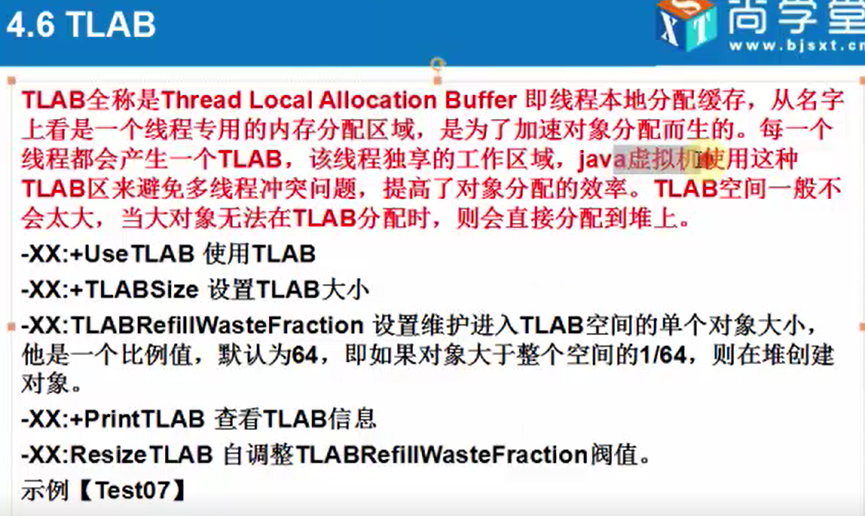 4.6 TLAB
尚学堂
XST
www.bjsxt.cn
TLAB全称是Thread Local Allocation Buffer 即线程本地分配缓存，从名字
上看是一个线程专用的内存分配区域，是为了加速对象分配而生的。每一个
线程都会产生一个TLAB，该线程独享的工作区域，java虚拟机使用这种
TLAB区来避免多线程冲突问题，提高了对象分配的效率。TLAB空间一般不
会太大，当大对象无法在TLAB分配时，则会直接分配到堆上。
-XX:+UseTLAB 使用TLAB
-XX:+TLABSize 设置TLAB大小
-XX:TLABRefillWasteFraction 设置维护进入TLAB空间的单个对象大小，
他是一个比例值，默认为64，即如果对象大于整个空间的1/64，则在堆创建
对象。
-XX:+PrintTLAB 查看TLAB信息
-XX:ResizeTLAB 自调整TLABRefillWasteFraction阀值。
示例【Test07】